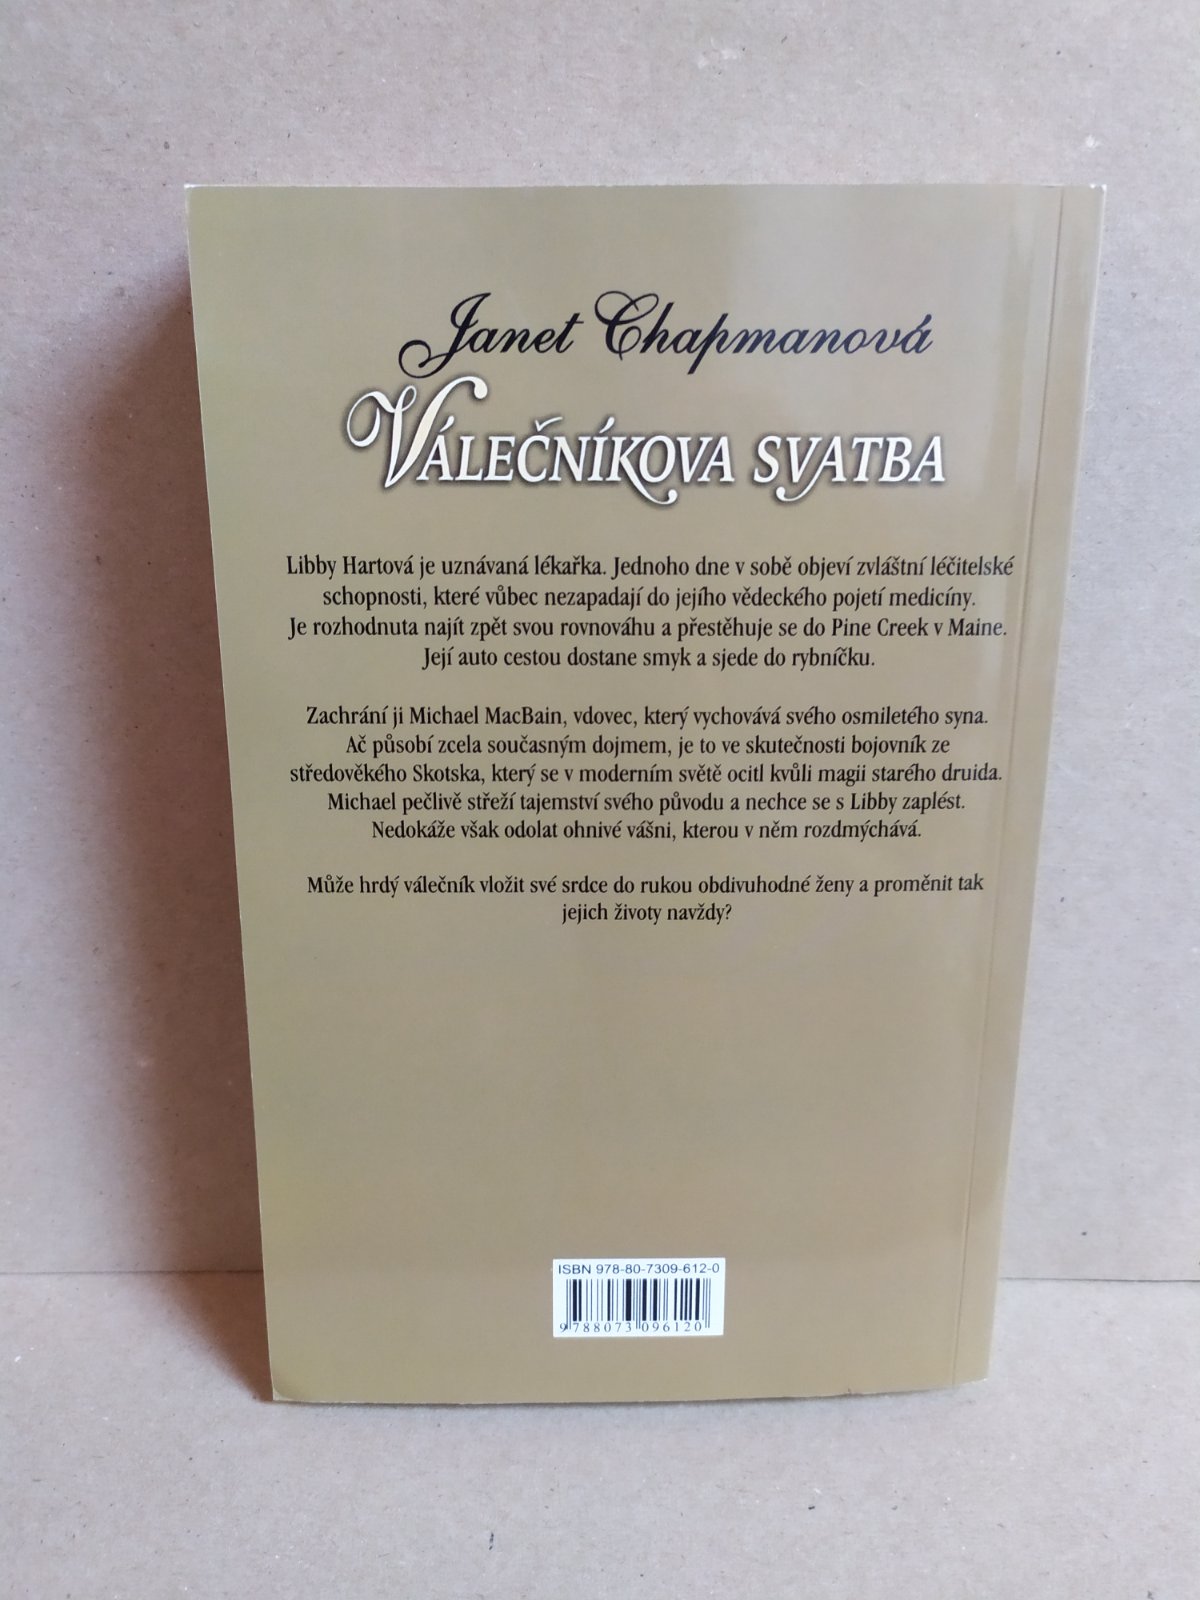 Janet Chapmanová
VÁLEČNÍKOVA SVATBA
Libby Hartová je uznávaná lékařka. Jednoho dne v sobě objeví zvláštní léčitelské
schopnosti, které vůbec nezapadají do jejího vědeckého pojetí medicíny.
Je rozhodnuta najít zpět svou rovnováhu a přestěhuje se do Pine Creek v Maine.
Její auto cestou dostane smyk a sjede do rybníčku.
Zachrání ji Michael MacBain, vdovec, který vychovává svého osmiletého syna.
Ač působí zcela současným dojmem, je to ve skutečnosti bojovník ze
středověkého Skotska, který se v moderním světě ocitl kvůli magii starého druida.
Michael pečlivě střeží tajemství svého původu a nechce se s Libby zaplést.
Nedokáže však odolat ohnivé vášni, kterou v něm rozdmýchává.
Může hrdý válečník vložit své srdce do rukou obdivuhodné ženy a proměnit tak
jejich životy navždy?
ISBN 978-80-7309-612-0
9 788073 096120